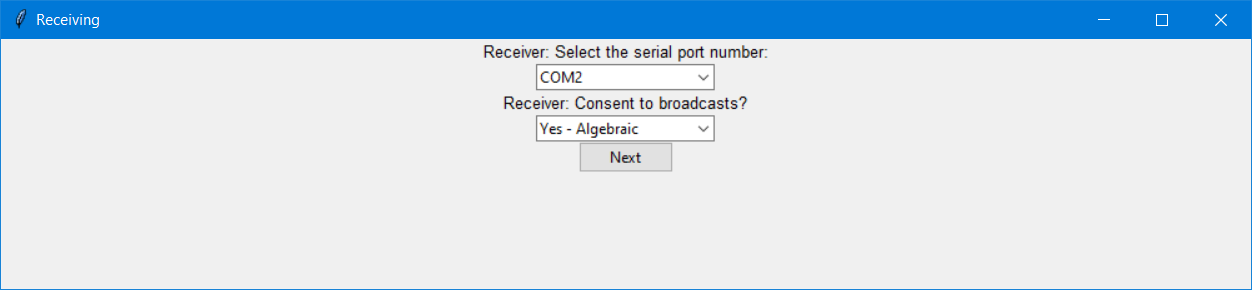 Receiving
Receiver: Select the serial port number:
COM2
Receiver: Consent to broadcasts?
Yes - Algebraic
Next